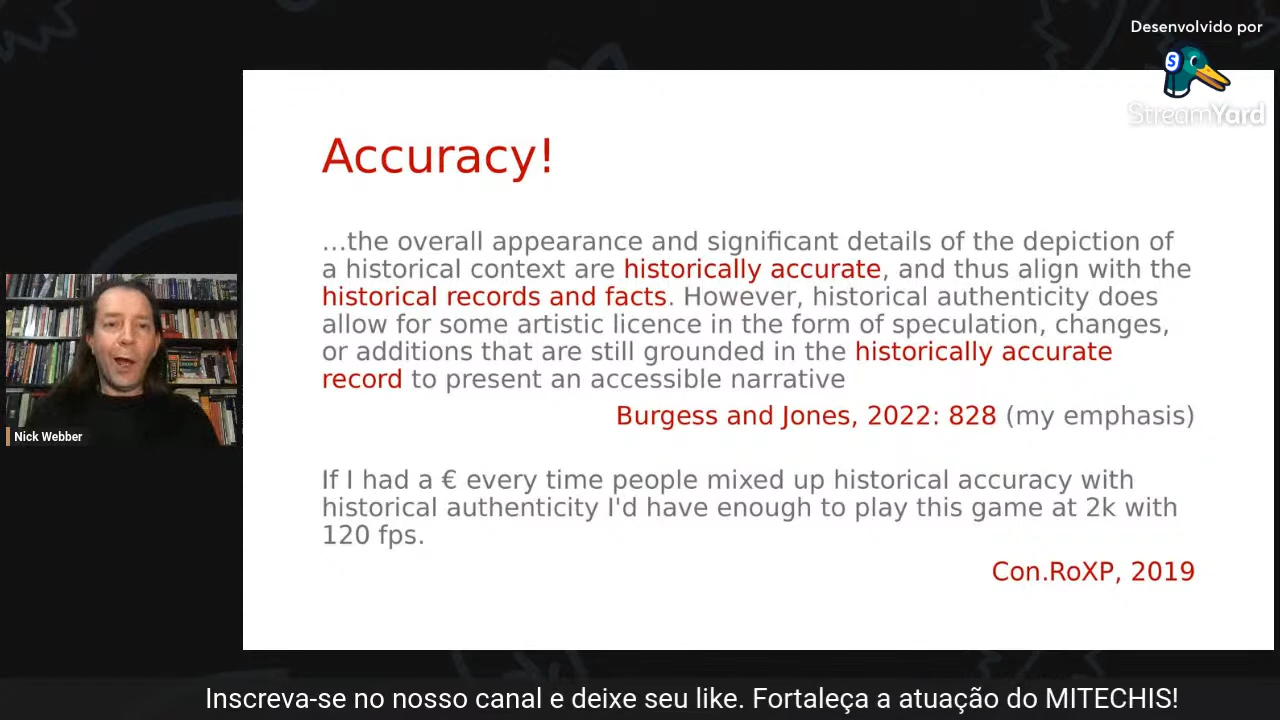 Desenvolvido por
S
StreamYard
Accuracy!
...the overall appearance and significant details of the depiction of
a historical context are historically accurate, and thus align with the
historical records and facts. However, historical authenticity does
allow for some artistic licence in the form of speculation, changes,
or additions that are still grounded in the historically accurate
record to present an accessible narrative
Burgess and Jones, 2022: 828 (my emphasis)
If I had a € every time people mixed up historical accuracy with
historical authenticity I'd have enough to play this game at 2k with
120 fps.
Con.RoXP, 2019
Nick Webber
Inscreva-se no nosso canal e deixe seu like. Fortaleça a atuação do MITECHIS!